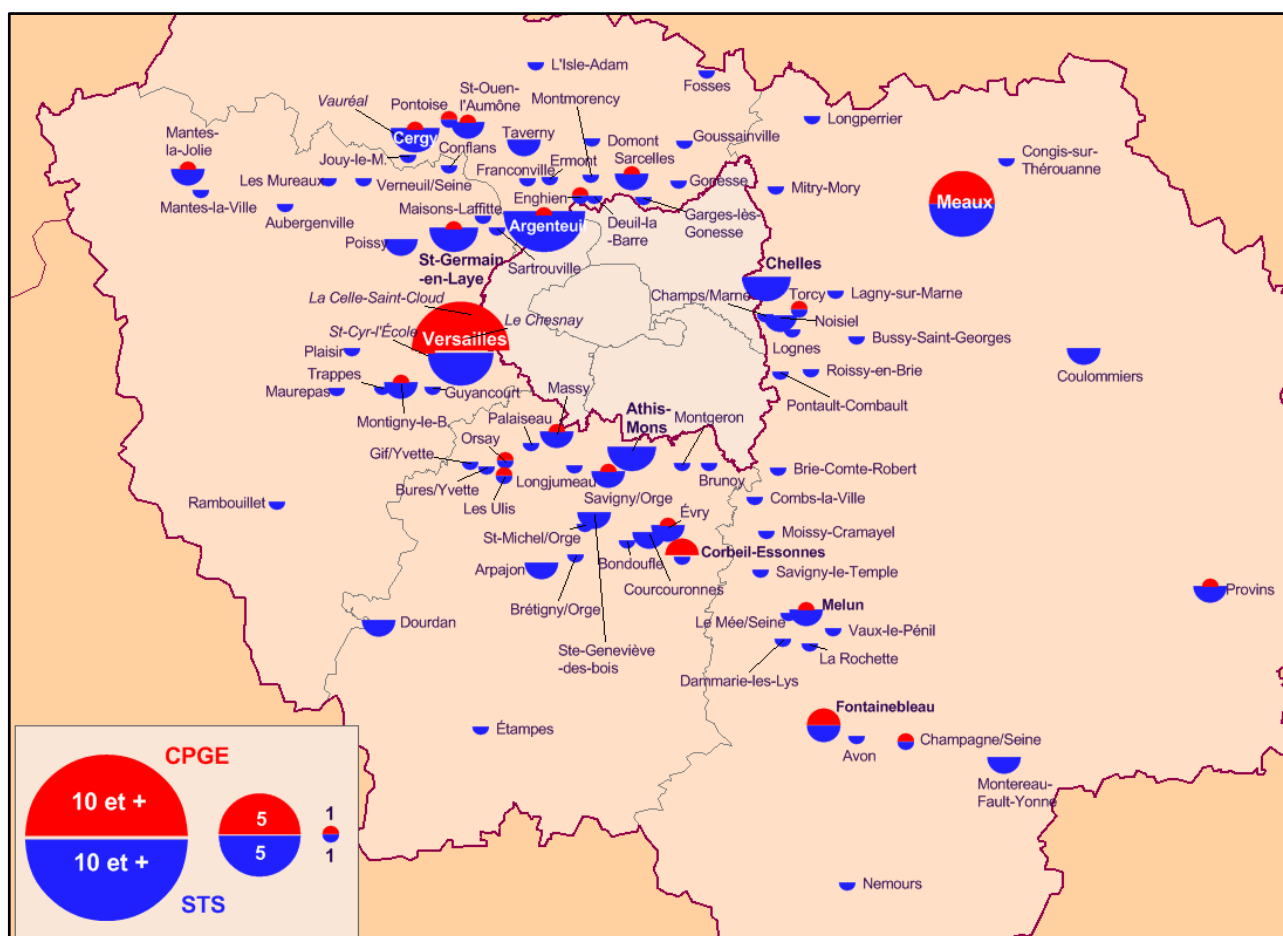 L'Isle-Adam
St-Ouen-
l'Aumône
Fosses
Vauréal
Pontoise
Montmorency
Longperrier
Mantes-
la-Jolie
Cergy
Taverny
Domont
Goussainville
Jouy-le-M.
Conflans
Franconville
Ermont
Sarcelles
Congis-sur-
Thérouanne
Les Mureaux
Verneuil/Seine
Gonesse
Mitry-Mory
Mantes-la-Ville
Enghien
Meaux
Aubergenville
Maisons-Laffitte
Argenteui
Deuil-la
-Barre
Garges-lès-
Gonesse
Poissy
St-Germain
-en-Laye
Sartrouville
Chelles
La Celle-Saint-Cloud
Champs/Marne
Torcy
Lagny-sur-Marne
Le Chesnay
Noisiel
St-Cyr-l'École
Versailles
Lognes
Bussy-Saint-Georges
Plaisir
Coulommiers
Trappes
Massy
Roissy-en-Brie
Maurepas
Guyancourt
Pontault-Combault
Montigny-le-B.
Palaiseau
Athis-
Mons
Montgeron
Orsay
Gif/Yvette
Bures/Yvette
Longjumeau
Brunoy
Brie-Comte-Robert
Les Ulis
Savigny/Orge
Combs-la-Ville
Rambouillet
Évry
St-Michel/Orge
Moissy-Cramayel
Bondoufle
Corbeil-Essonnes
Arpajon
Courcouronnes
Savigny-le-Temple
Provins
Brétigny/Orge
Melun
Le Mée/Seine
Dourdan
Vaux-le-Pénil
Ste-Geneviève
-des-bois
La Rochette
Dammarie-les-Lys
Fontainebleau
Étampes
Avon
Champagne/Seine
Montereau-
Fault-Yonne
Nemours
CPGE
10 et +
5
1
10 et +
5
1
STS